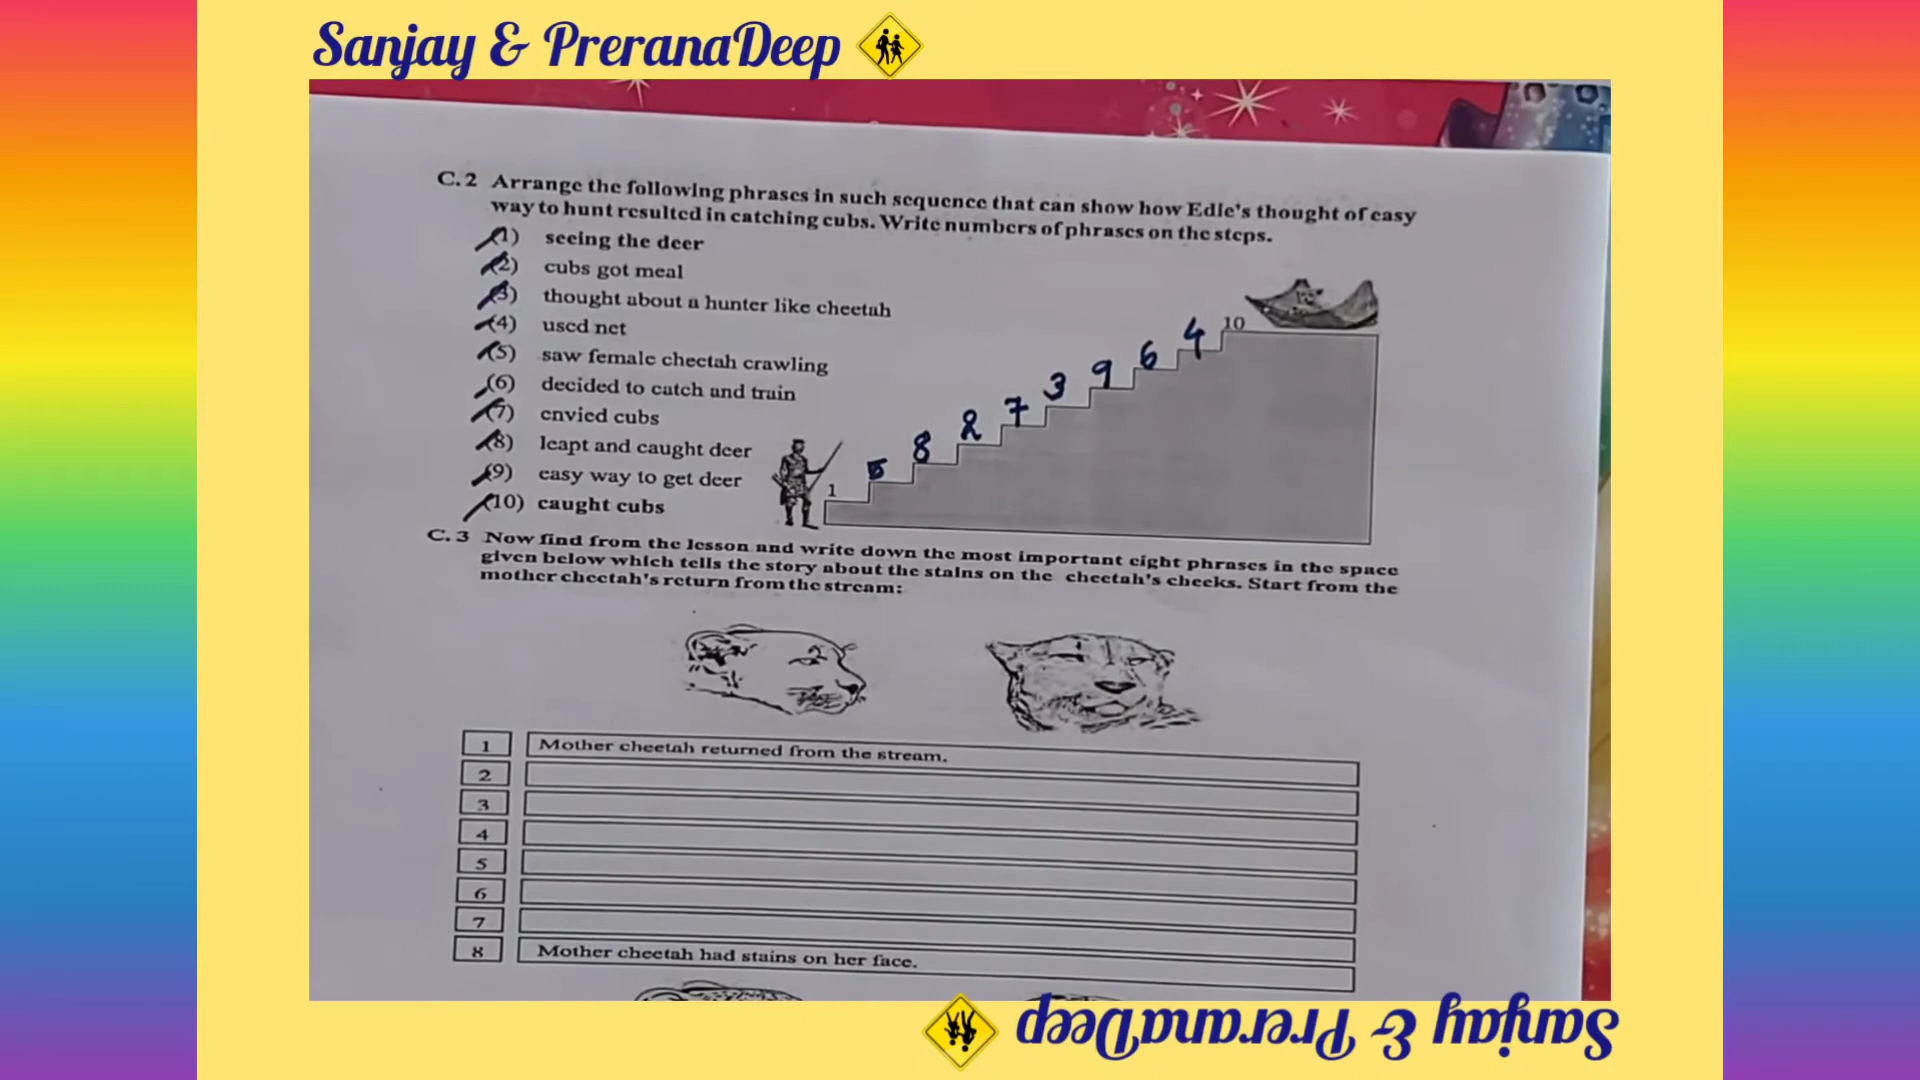 Sanjay & PreranaDeep
C.2 Arrange the following phrases in such sequence that can show how Edie's thought of easy
way to hunt resulted in catching cubs. Write numbers of phrases on the steps.
(1) seeing the deer
(2) cubs got meal
(3) thought about a hunter like cheetah
(4) used net
(5) saw female cheetah crawling
(6) decided to catch and train
(7) envied cubs
(8) leapt and caught deer
(9) easy way to get deer
(10) caught cubs
1 5 8 2 7 3 9 6 4 10
C.3 Now find from the lesson and write down the most important eight phrases in the space
given below which tells the story about the stains on the cheetah's cheeks. Start from the
mother cheetah's return from the stream:
1 Mother cheetah returned from the stream.
2
3
4
5
6
7
8 Mother cheetah had stains on her face.
Sanjay & PreranaDeep